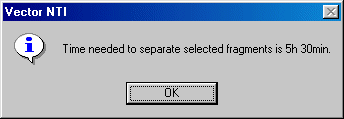 Vector NTI
Time needed to separate selected fragments is 5h 30min.
OK